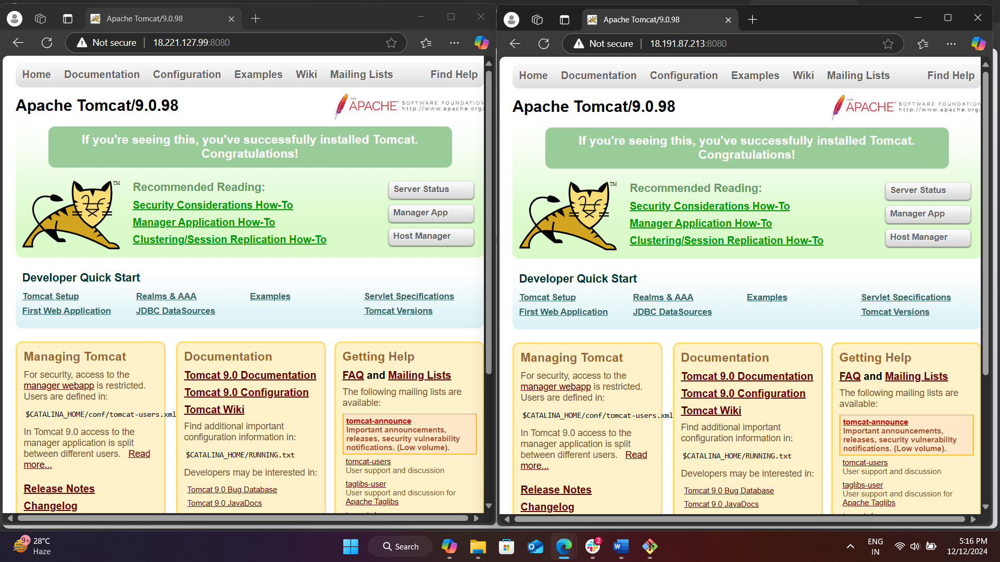 Apache Tomcat/9.0.98
Not secure 18.221.127.99:8080
Home Documentation Configuration Examples Wiki Mailing Lists Find Help
Apache Tomcat/9.0.98
THE
APACHE SOFTWARE FOUNDATION
http://www.apache.org/
If you're seeing this, you've successfully installed Tomcat.
Congratulations!
TM
Recommended Reading:
Security Considerations How-To
Manager Application How-To
Clustering/Session Replication How-To
Server Status
Manager App
Host Manager
Developer Quick Start
Tomcat Setup
First Web Application
Realms & AAA
JDBC DataSources
Examples
Servlet Specifications
Tomcat Versions
Managing Tomcat
For security, access to the
manager webapp is restricted.
Users are defined in:
$CATALINA_HOME/conf/tomcat-users.xml
In Tomcat 9.0 access to the
manager application is split
between different users. Read
more...
Release Notes
Changelog
Documentation
Tomcat 9.0 Documentation
Tomcat 9.0 Configuration
Tomcat Wiki
Find additional important
configuration information in:
$CATALINA_HOME/RUNNING.txt
Developers may be interested in:
Tomcat 9.0 Bug Database
Tomcat 9.0 JavaDocs
Getting Help
FAQ and Mailing Lists
The following mailing lists are
available:
tomcat-announce
Important announcements,
releases, security vulnerability
notifications. (Low volume).
tomcat-users
User support and discussion
taglibs-user
User support and discussion for
Apache Taglibs
Apache Tomcat/9.0.98
Not secure 18.191.87.213:8080
Home Documentation Configuration Examples Wiki Mailing Lists Find Help
Apache Tomcat/9.0.98
THE
APACHE SOFTWARE FOUNDATION
http://www.apache.org/
If you're seeing this, you've successfully installed Tomcat.
Congratulations!
TM
Recommended Reading:
Security Considerations How-To
Manager Application How-To
Clustering/Session Replication How-To
Server Status
Manager App
Host Manager
Developer Quick Start
Tomcat Setup
First Web Application
Realms & AAA
JDBC DataSources
Examples
Servlet Specifications
Tomcat Versions
Managing Tomcat
For security, access to the
manager webapp is restricted.
Users are defined in:
$CATALINA_HOME/conf/tomcat-users.xml
In Tomcat 9.0 access to the
manager application is split
between different users. Read
more...
Release Notes
Changelog
Documentation
Tomcat 9.0 Documentation
Tomcat 9.0 Configuration
Tomcat Wiki
Find additional important
configuration information in:
$CATALINA_HOME/RUNNING.txt
Developers may be interested in:
Tomcat 9.0 Bug Database
Tomcat 9.0 JavaDocs
Getting Help
FAQ and Mailing Lists
The following mailing lists are
available:
tomcat-announce
Important announcements,
releases, security vulnerability
notifications. (Low volume).
tomcat-users
User support and discussion
taglibs-user
User support and discussion for
Apache Taglibs
9+
28°C
Haze
Search
2
ENG
IN
5:16 PM
12/12/2024